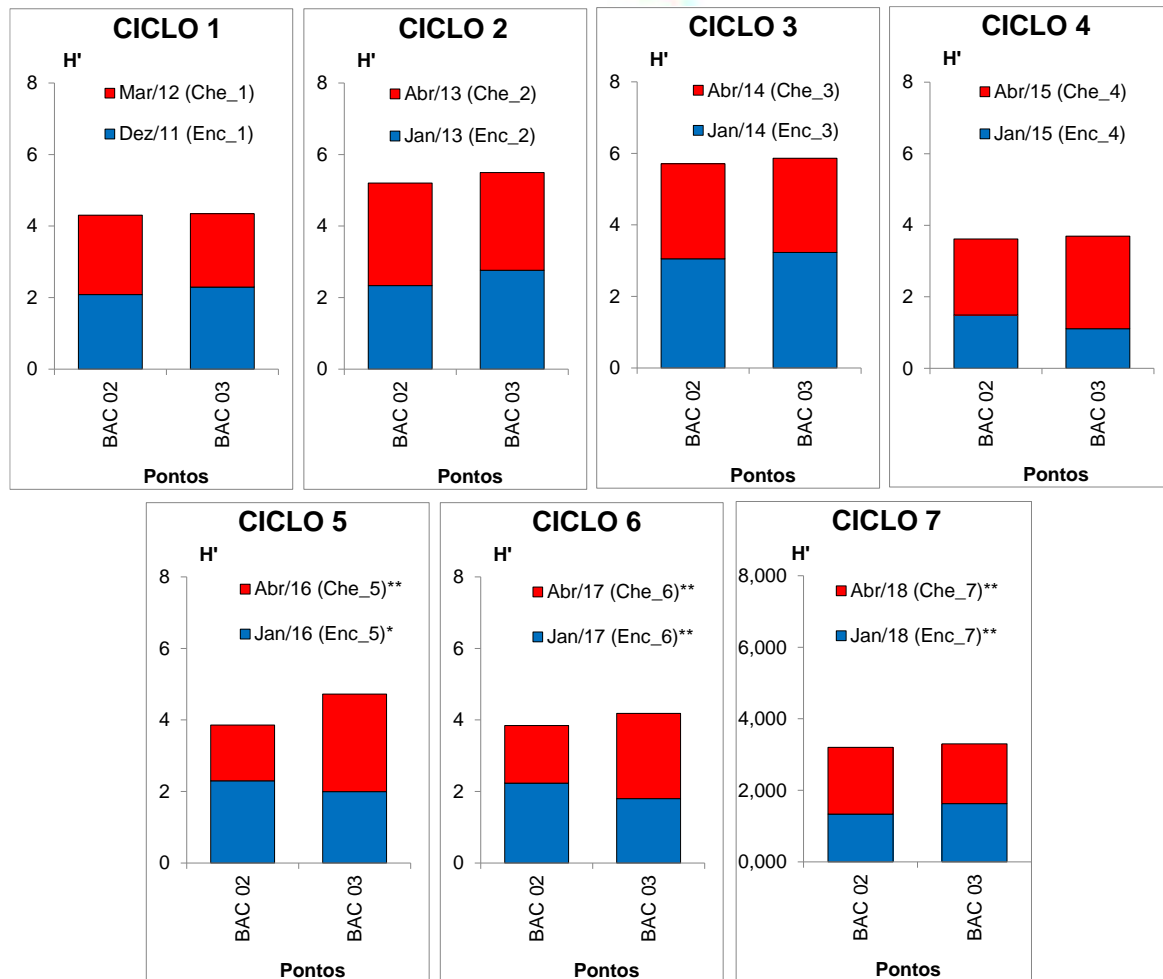 CICLO 1
H'
8
6
4
2
0
Mar/12 (Che_1)
Dez/11 (Enc_1)
BAC 02
BAC 03
Pontos
CICLO 2
H'
8
6
4
2
0
Abr/13 (Che_2)
Jan/13 (Enc_2)
BAC 02
BAC 03
Pontos
CICLO 3
H'
8
6
4
2
0
Abr/14 (Che_3)
Jan/14 (Enc_3)
BAC 02
BAC 03
Pontos
CICLO 4
H'
8
6
4
2
0
Abr/15 (Che_4)
Jan/15 (Enc_4)
BAC 02
BAC 03
Pontos
CICLO 5
H'
8
6
4
2
0
Abr/16 (Che_5)**
Jan/16 (Enc_5)*
BAC 02
BAC 03
Pontos
CICLO 6
H'
8
6
4
2
0
Abr/17 (Che_6)**
Jan/17 (Enc_6)**
BAC 02
BAC 03
Pontos
CICLO 7
H'
8,000
6,000
4,000
2,000
0,000
Abr/18 (Che_7)**
Jan/18 (Enc_7)**
BAC 02
BAC 03
Pontos